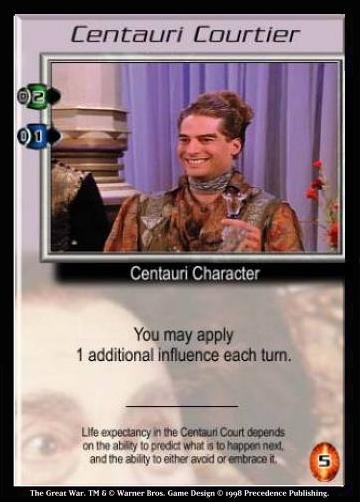 Centauri Courtier
2
1
Centauri Character
You may apply
1 additional influence each turn.
LIfe expectancy in the Centauri Court depends
on the ability to predict what is to happen next,
and the ability to either avoid or embrace it.
5
The Great War. TM & © Warner Bros. Game Design © 1998 Precedence Publishing.